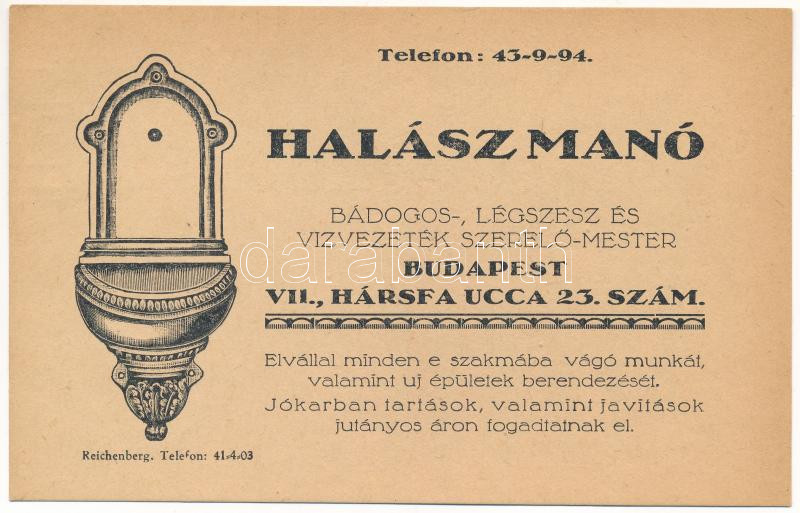 Telefon: 43-9-94.
HALÁSZ MANÓ
BÁDOGOS-, LÉGSZESZ ÉS
VIZVEZETÉK SZERELŐ-MESTER
BUDAPEST
VII., HÁRSFA UCCA 23. SZÁM.
Elvállal minden e szakmába vágó munkát,
valamint uj épületek berendezését.
Jókarban tartások, valamint javitások
jutányos áron fogadtatnak el.
Reichenberg. Telefon: 41-4-03
darabanth